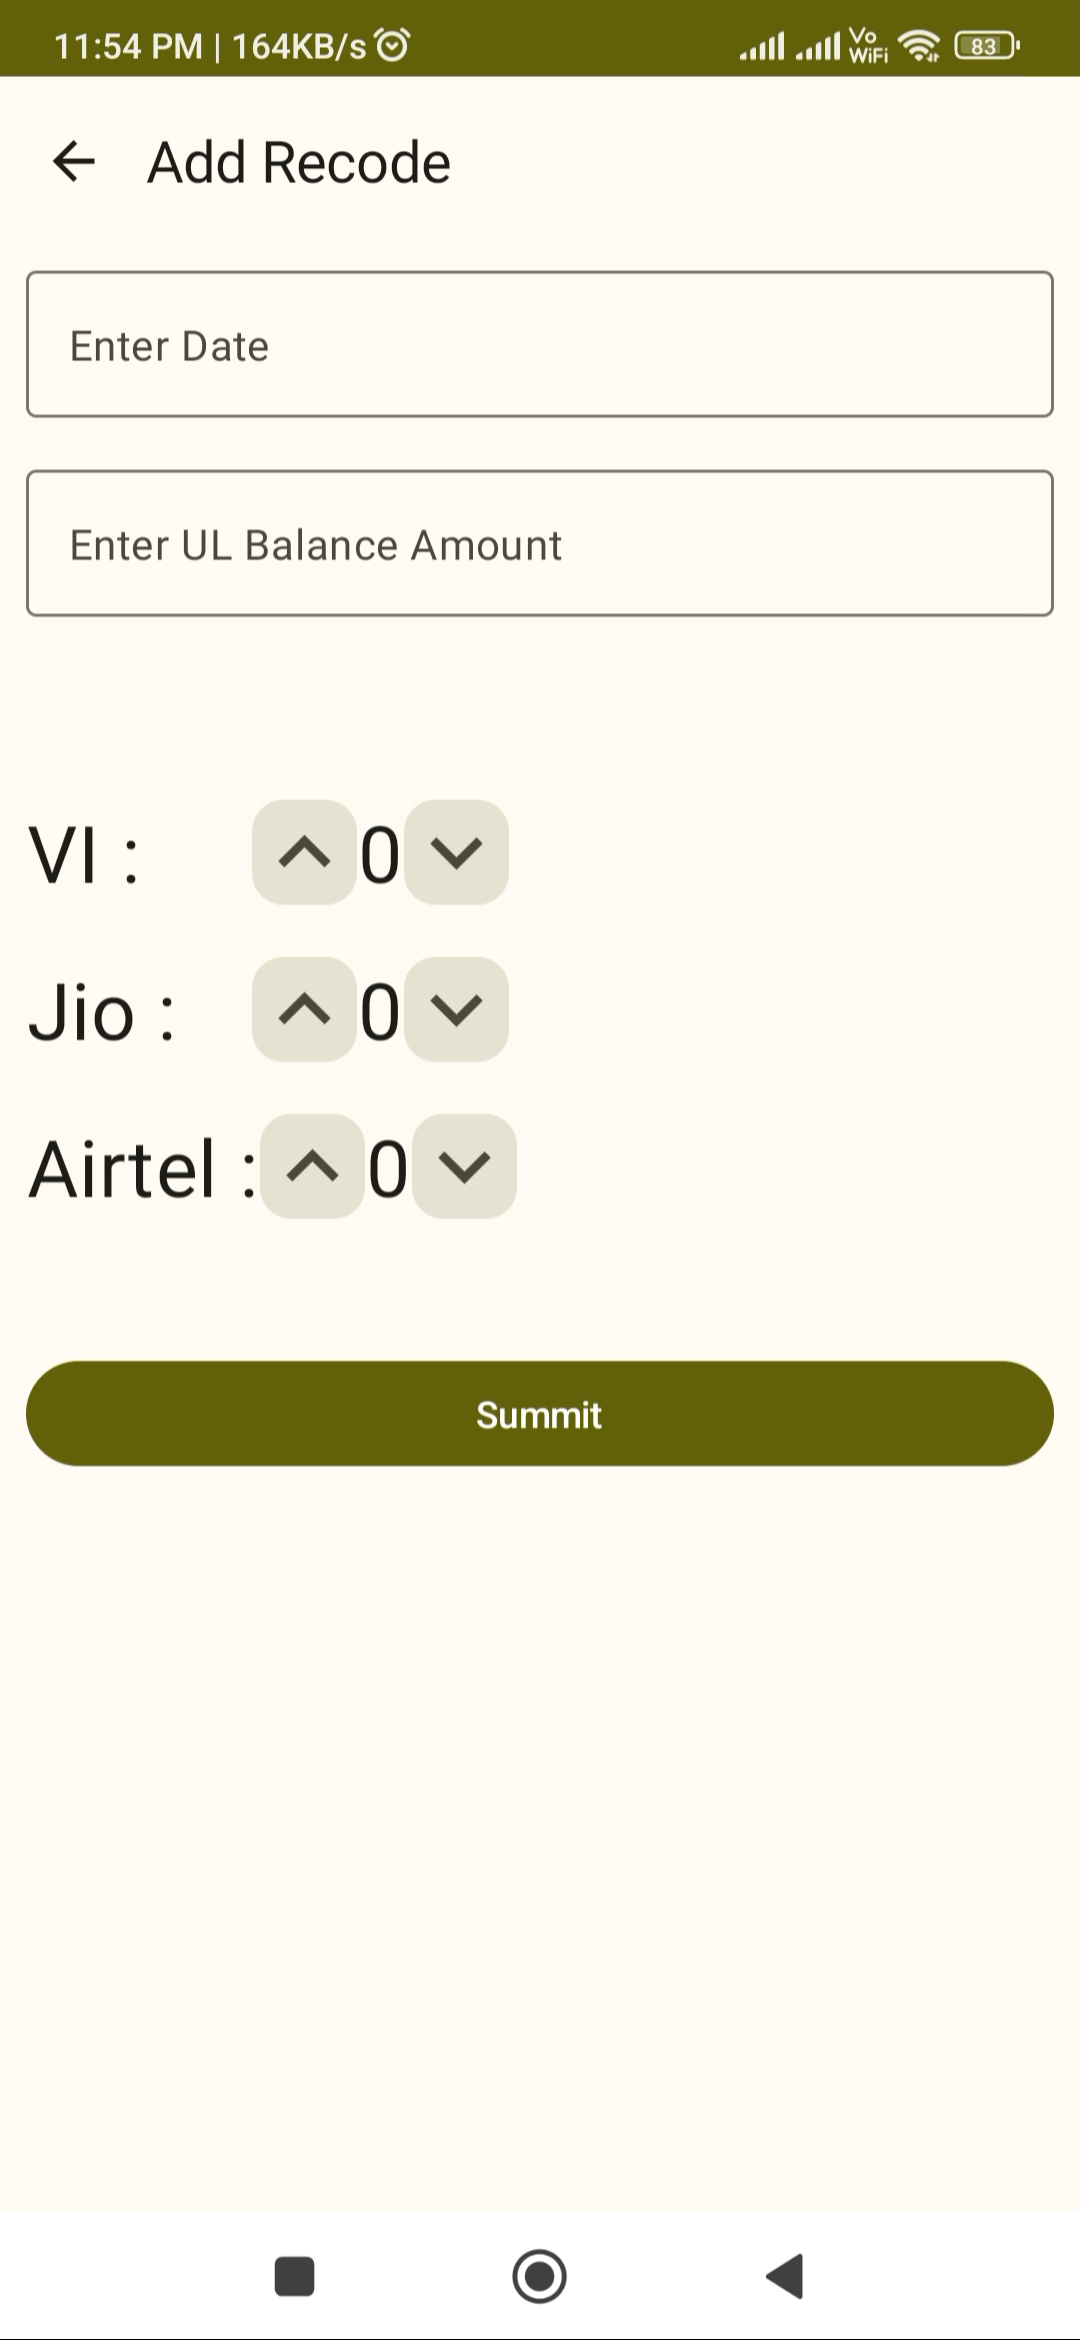 11:54 PM | 164KB/s Vo WiFi 83
Add Recode
Enter Date
Enter UL Balance Amount
VI : 0
Jio : 0
Airtel : 0
Summit